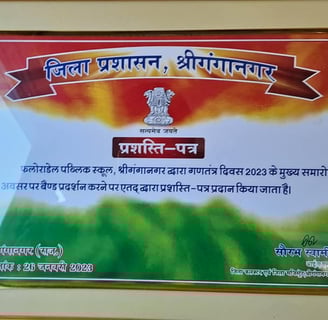 जिला प्रशासन, श्रीगंगानगर
सत्यमेव जयते
प्रशस्ति-पत्र
फ्लोराडेल पब्लिक स्कूल, श्रीगंगानगर द्वारा गणतंत्र दिवस 2023 के मुख्य समारो
अवसर पर बैण्ड प्रदर्शन करने पर एतद् द्वारा प्रशस्ति-पत्र प्रदान किया जाता है।
गंगानगर (राज.)
26 जनवरी 2023
सौरभ स्वामी